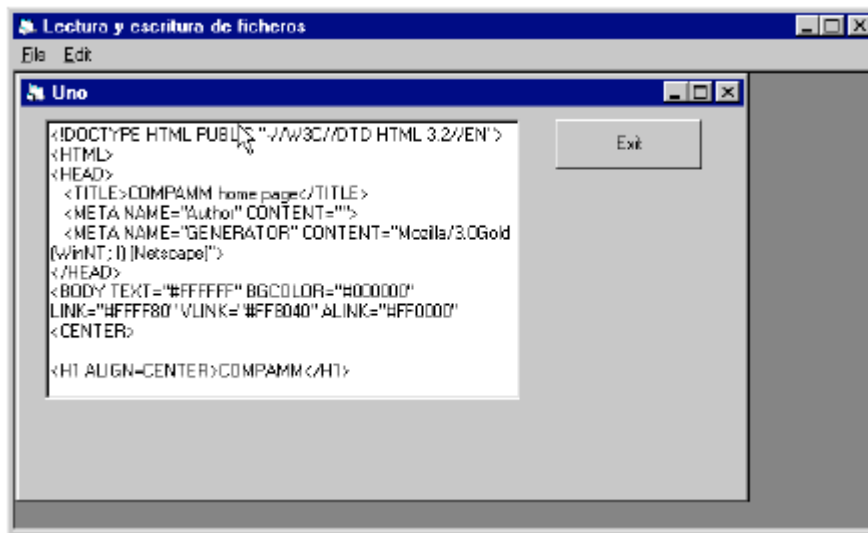 Lectura y escritura de ficheros
File Edit
Uno
<!DOCTYPE HTML PUBLIC "-//W3C//DTD HTML 3.2//EN">
<HTML>
<HEAD>
<TITLE>COMPAMM home page</TITLE>
<META NAME="Author" CONTENT="">
<META NAME="GENERATOR" CONTENT="Mozilla/3.0Gold
(WinNT; I) [Netscape]">
</HEAD>
<BODY TEXT="#FFFFFF" BGCOLOR="#000000"
LINK="#FFFF80" VLINK="#FF8040" ALINK="#FF0000"
<CENTER>
<H1 ALIGN=CENTER>COMPAMM</H1>
Exit